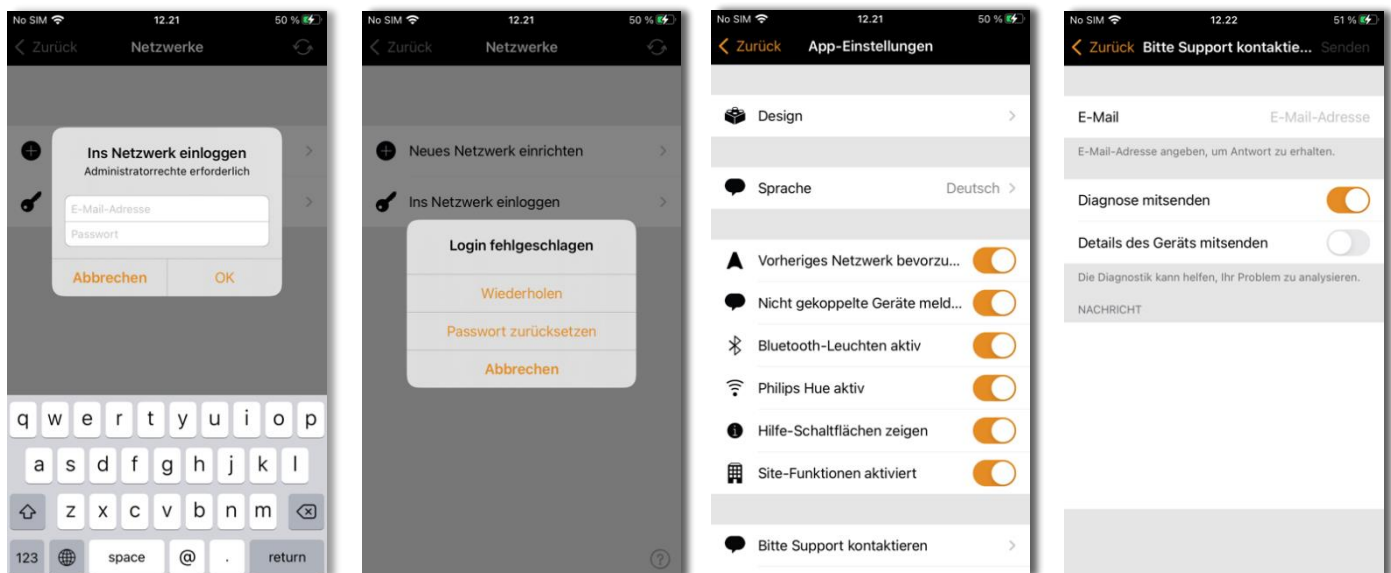 No SIM 12.21 50 %
Zurück Netzwerke
Ins Netzwerk einloggen
Administratorrechte erforderlich
E-Mail-Adresse
Passwort
Abbrechen OK
q w e r t y u i o p
a s d f g h j k l
z x c v b n m
123 space @ . return
No SIM 12.21 50 %
Zurück Netzwerke
Neues Netzwerk einrichten
Ins Netzwerk einloggen
Login fehlgeschlagen
Wiederholen
Passwort zurücksetzen
Abbrechen
?
No SIM 12.21 50 %
Zurück App-Einstellungen
Design
Sprache Deutsch
Vorheriges Netzwerk bevorzu...
Nicht gekoppelte Geräte meld...
Bluetooth-Leuchten aktiv
Philips Hue aktiv
Hilfe-Schaltflächen zeigen
Site-Funktionen aktiviert
Bitte Support kontaktieren
No SIM 12.22 51 %
Zurück Bitte Support kontaktie... Senden
E-Mail E-Mail-Adresse
E-Mail-Adresse angeben, um Antwort zu erhalten.
Diagnose mitsenden
Details des Geräts mitsenden
Die Diagnostik kann helfen, Ihr Problem zu analysieren.
NACHRICHT